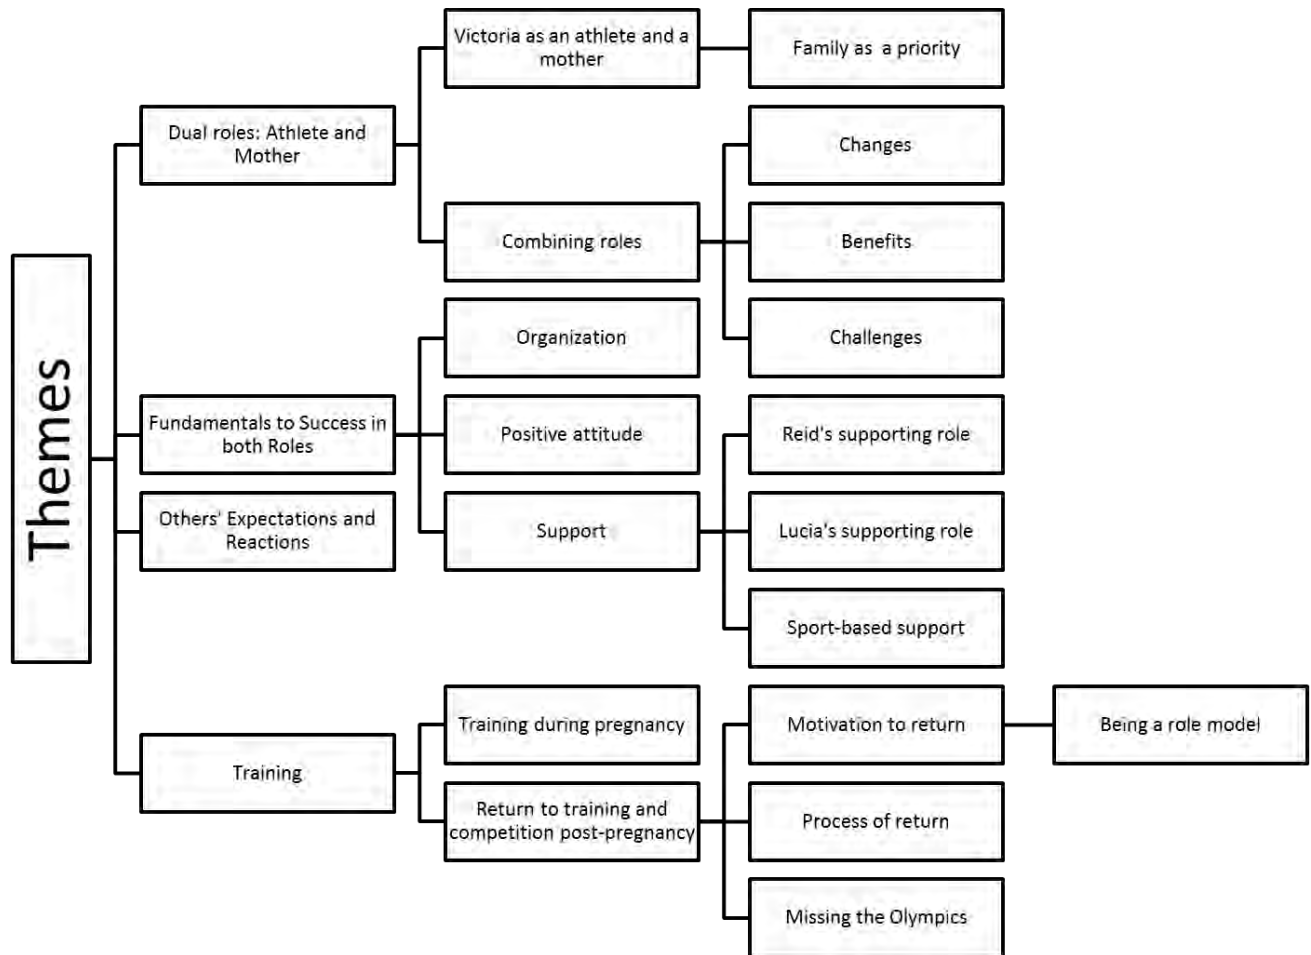 Themes
Dual roles: Athlete and
Mother
Victoria as an athlete and a
mother
Family as a priority
Combining roles
Changes
Benefits
Challenges
Fundamentals to Success in
both Roles
Organization
Positive attitude
Support
Reid's supporting role
Lucia's supporting role
Sport-based support
Others' Expectations and
Reactions
Training
Training during pregnancy
Return to training and
competition post-pregnancy
Motivation to return
Being a role model
Process of return
Missing the Olympics